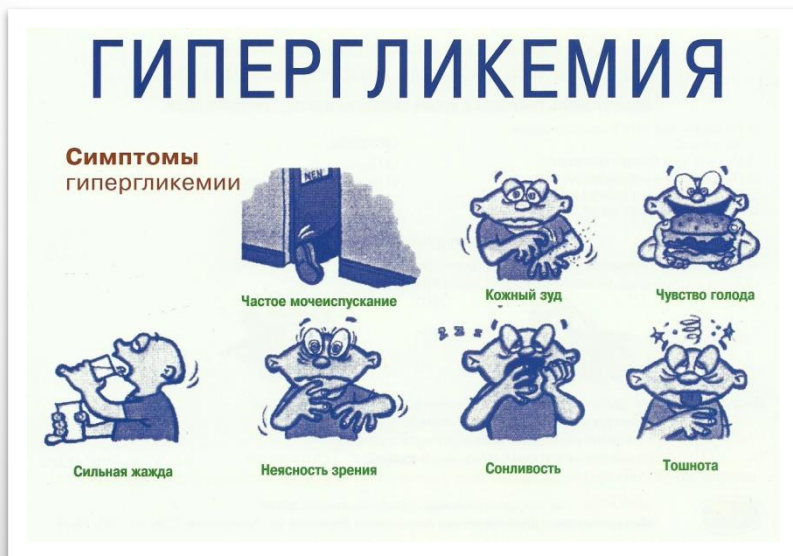 ГИПЕРГЛИКЕМИЯ
Симптомы
гипергликемии
MEN
Частое мочеиспускание
Кожный зуд
Чувство голода
z z z
Сильная жажда
Неясность зрения
Сонливость
Тошнота